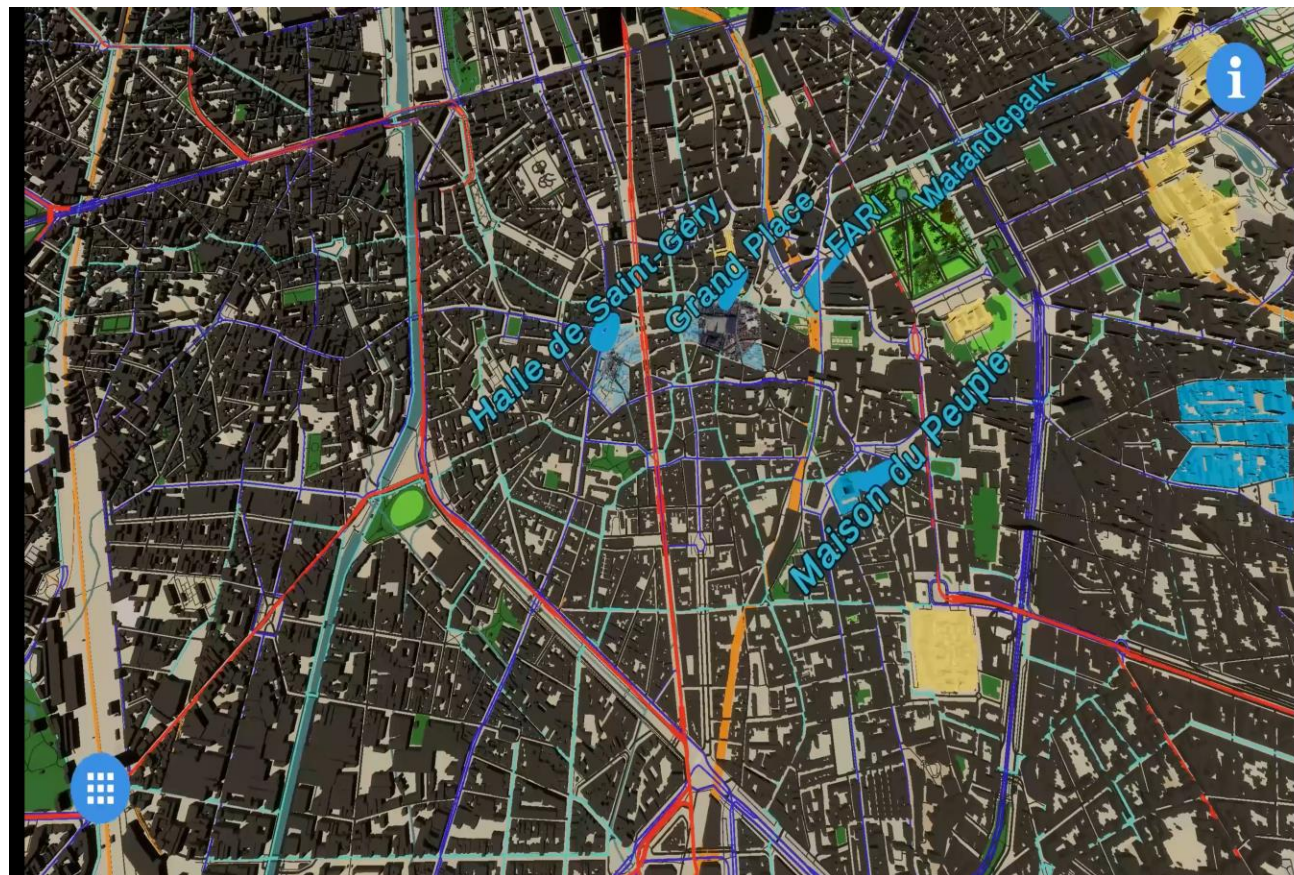 i
Warandepark
FARI
Grand Place
Halle de Saint-Géry
Maison du Peuple